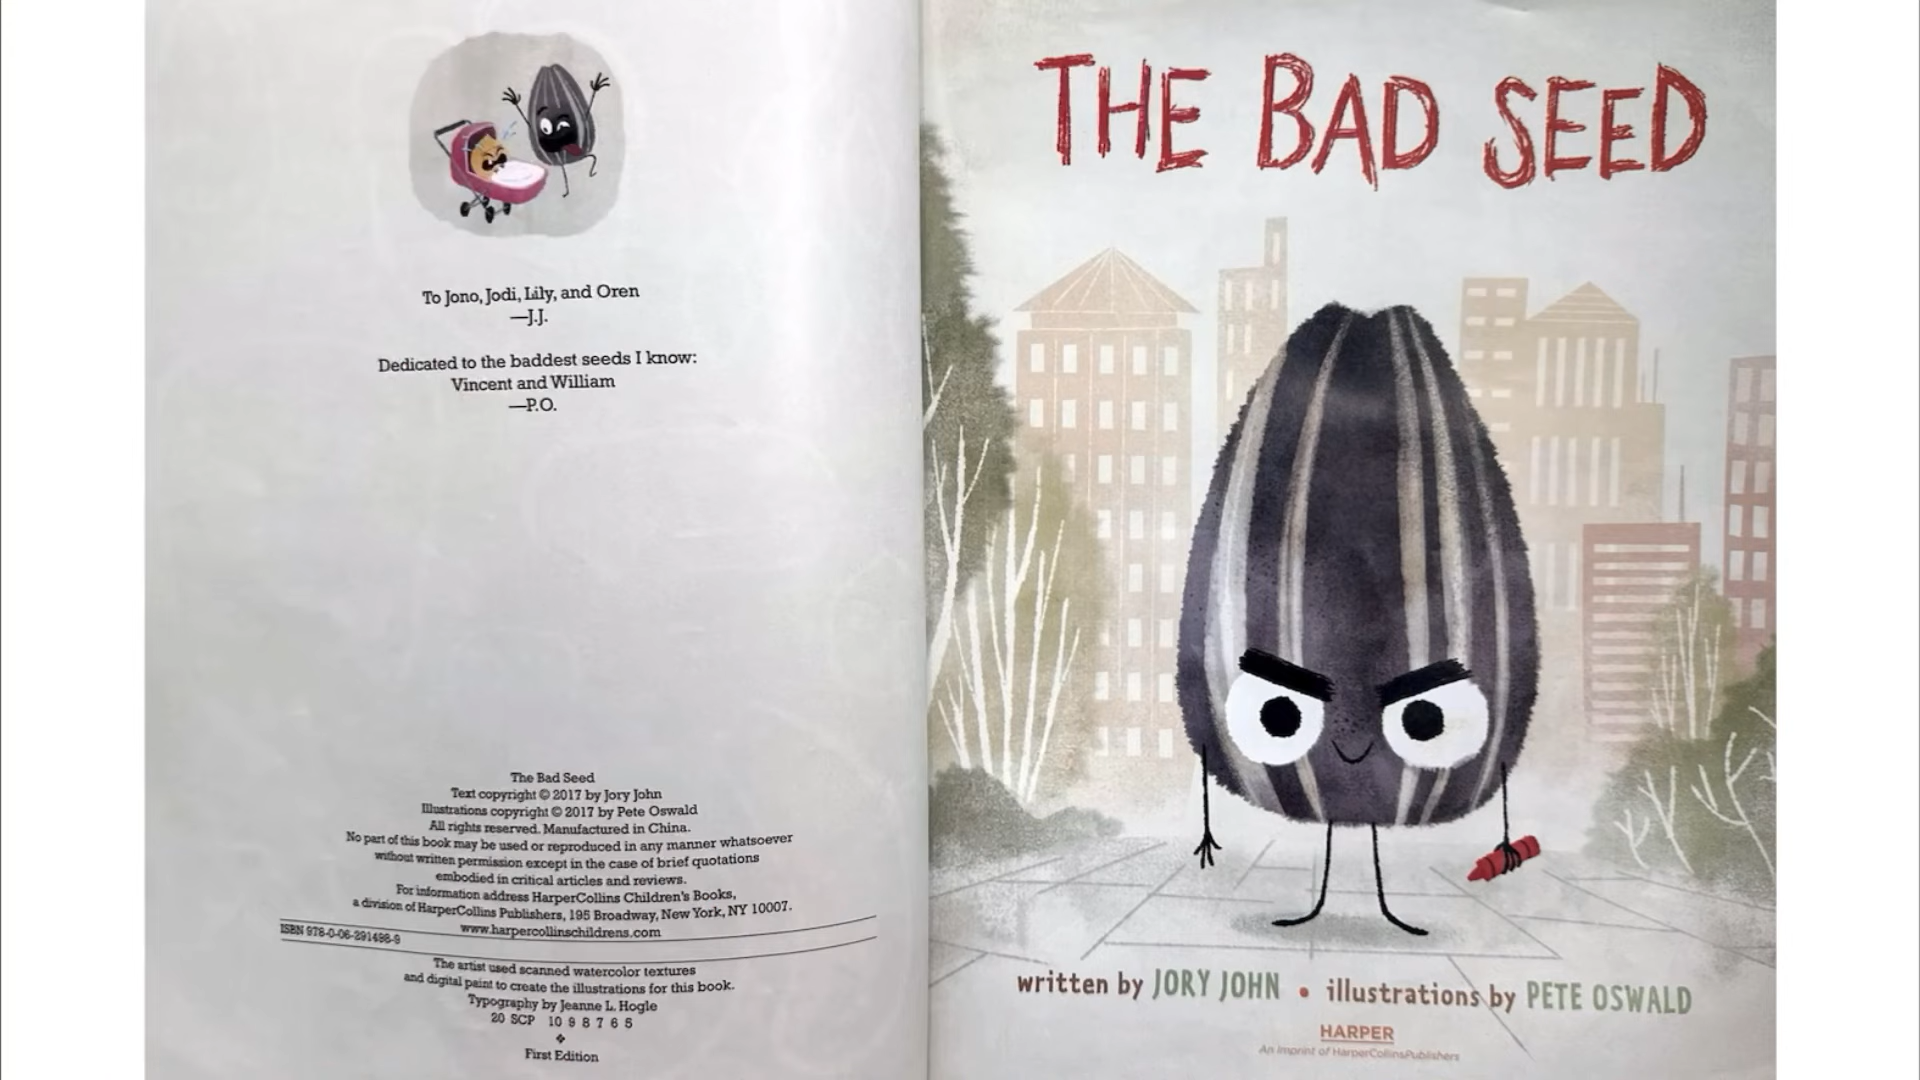 To Jono, Jodi, Lily, and Oren
—J.J.
Dedicated to the baddest seeds I know:
Vincent and William
—P.O.
The Bad Seed
Text copyright © 2017 by Jory John
Illustrations copyright © 2017 by Pete Oswald
All rights reserved. Manufactured in China.
No part of this book may be used or reproduced in any manner whatsoever
without written permission except in the case of brief quotations
embodied in critical articles and reviews.
For information address HarperCollins Children's Books,
a division of HarperCollins Publishers, 195 Broadway, New York, NY 10007.
www.harpercollinschildrens.com
ISBN 978-0-06-291498-9
The artist used scanned watercolor textures
and digital paint to create the illustrations for this book.
Typography by Jeanne L. Hogle
20 SCP 10 9 8 7 6 5
❖
First Edition
THE BAD SEED
written by JORY JOHN • illustrations by PETE OSWALD
HARPER
An Imprint of HarperCollinsPublishers